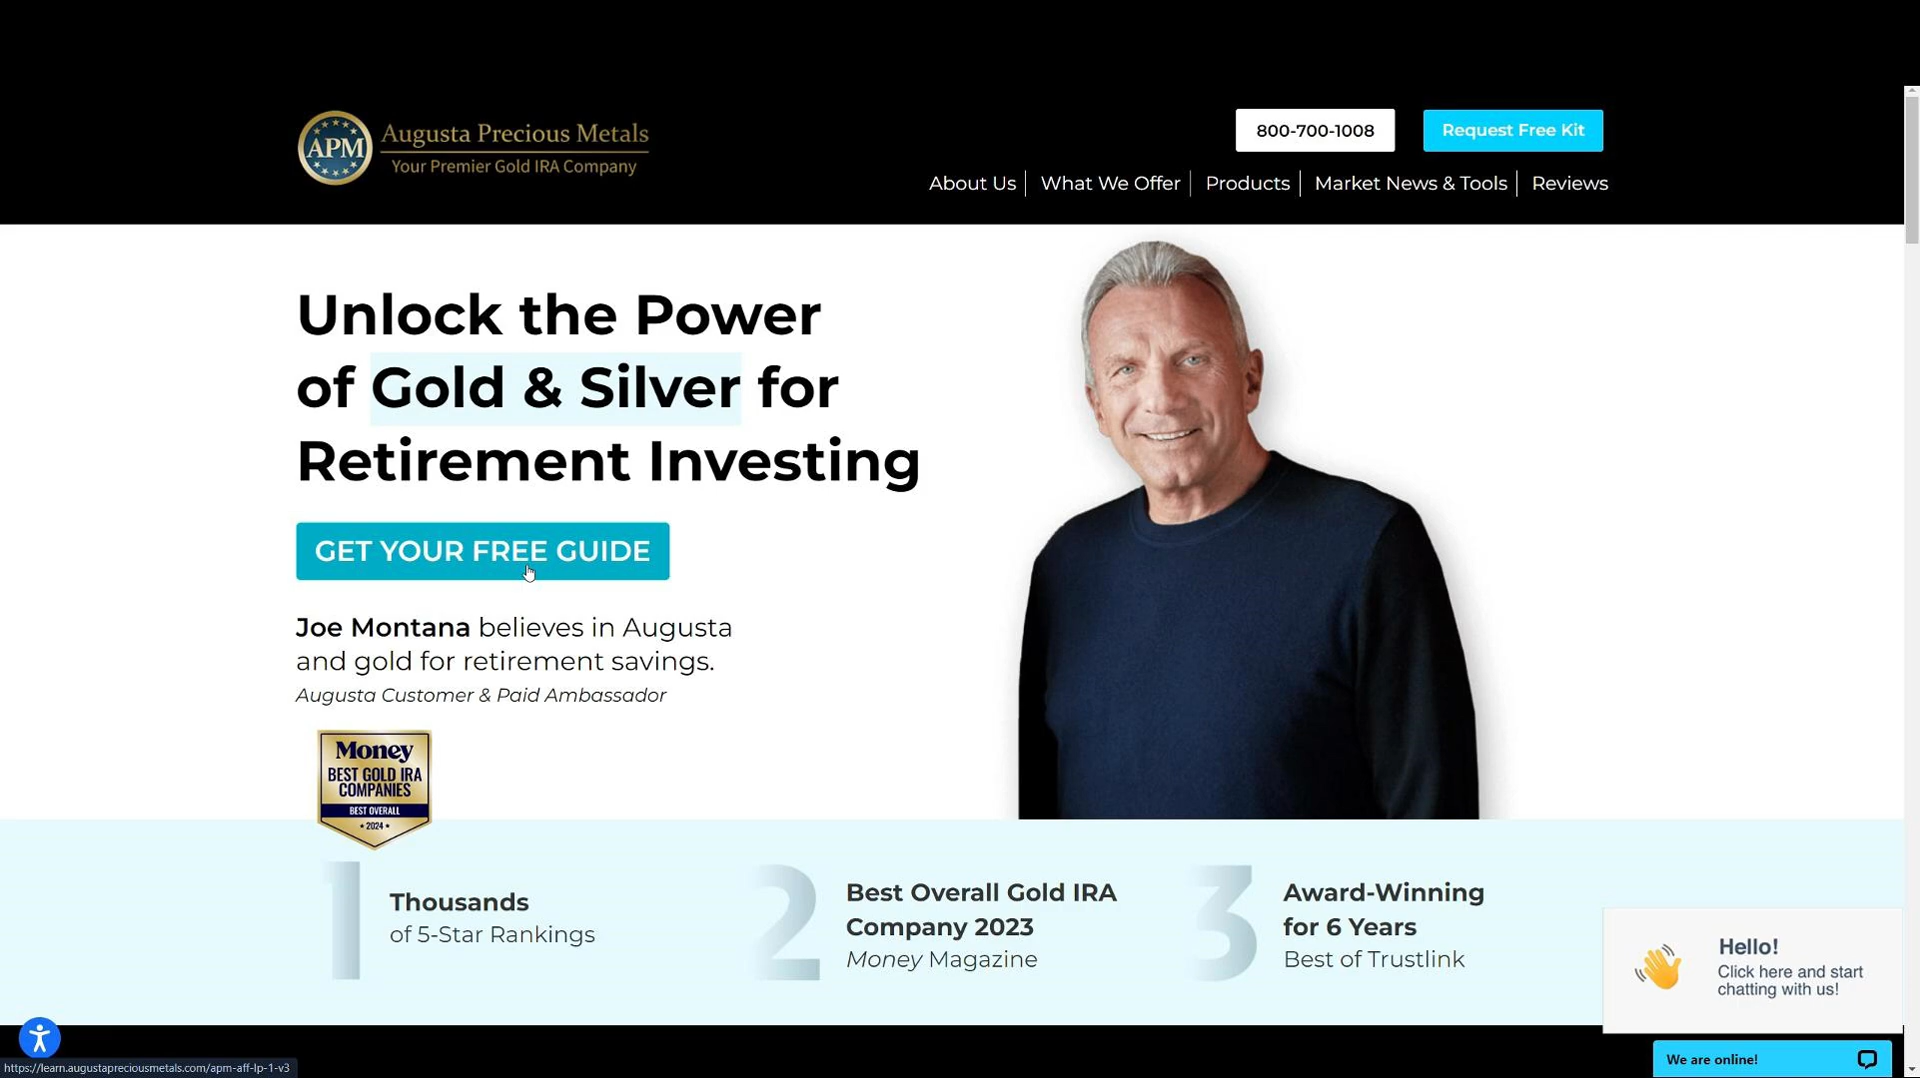 APM
Augusta Precious Metals
Your Premier Gold IRA Company
800-700-1008
Request Free Kit
About Us
What We Offer
Products
Market News & Tools
Reviews
Unlock the Power
of Gold & Silver for
Retirement Investing
GET YOUR FREE GUIDE
Joe Montana believes in Augusta
and gold for retirement savings.
Augusta Customer & Paid Ambassador
Money
BEST GOLD IRA
COMPANIES
BEST OVERALL
• 2024 •
1
Thousands
of 5-Star Rankings
2
Best Overall Gold IRA
Company 2023
Money Magazine
3
Award-Winning
for 6 Years
Best of Trustlink
Hello!
Click here and start
chatting with us!
We are online!
https://learn.augustapreciousmetals.com/apm-aff-lp-1-v3